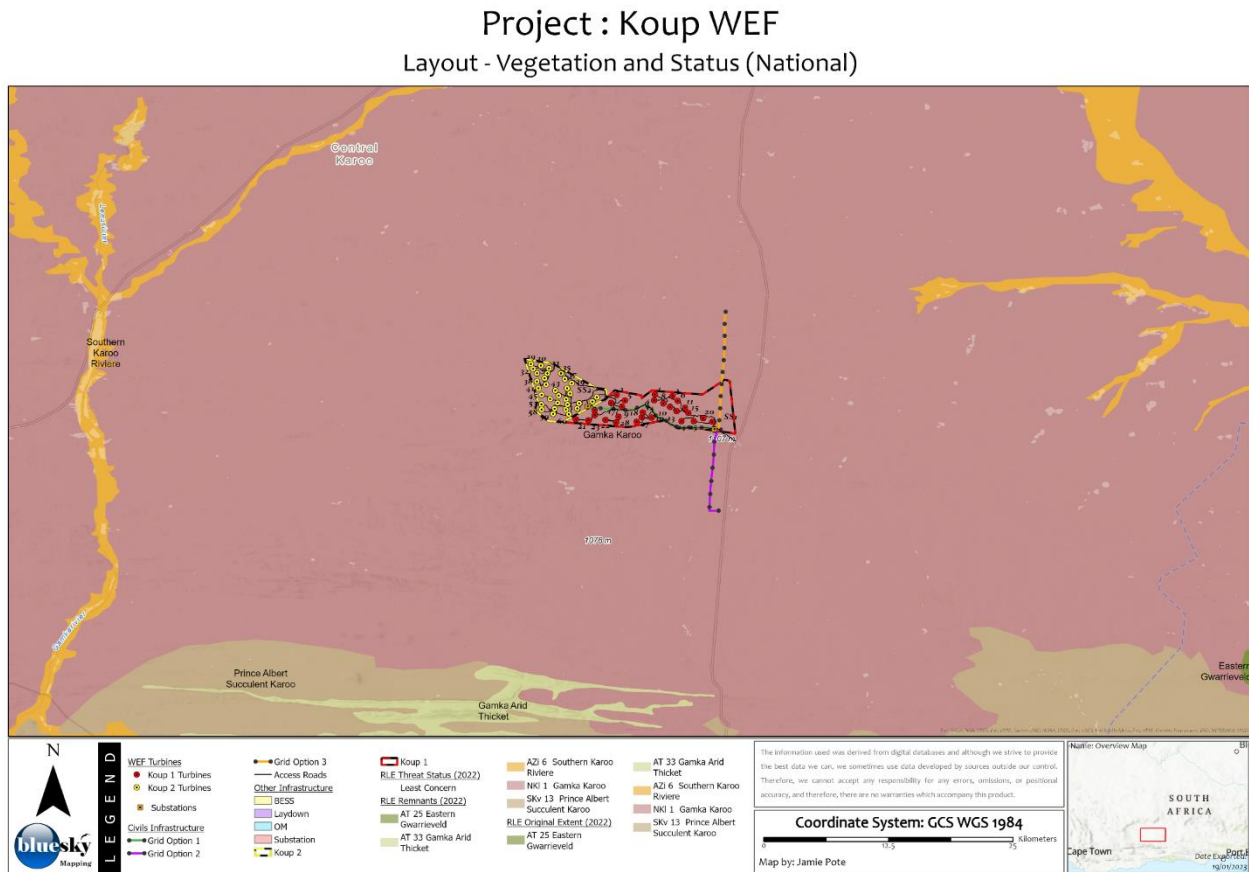 Project : Koup WEF
Layout - Vegetation and Status (National)
Central
Karoo
Southern
Karoo
Riviere
Gamka Karoo
1078 m
Prince Albert
Succulent Karoo
Gamka Arid
Thicket
Eastern
Gwarrieveld
N
bluesky
Mapping
LEGEND
WEF Turbines
Koup 1 Turbines
Koup 2 Turbines
Substations
Civils Infrastructure
Grid Option 1
Grid Option 2
Grid Option 3
Access Roads
Other Infrastructure
BESS
Laydown
OM
Substation
Koup 2
Koup 1
RLE Threat Status (2022)
Least Concern
RLE Remnants (2022)
AT 25 Eastern
Gwarrieveld
AT 33 Gamka Arid
Thicket
AZi 6 Southern Karoo
Riviere
NKl 1 Gamka Karoo
SKv 13 Prince Albert
Succulent Karoo
RLE Original Extent (2022)
AT 25 Eastern
Gwarrieveld
AT 33 Gamka Arid
Thicket
AZi 6 Southern Karoo
Riviere
NKl 1 Gamka Karoo
SKv 13 Prince Albert
Succulent Karoo
The information used was derived from digital databases and although we strive to provide
the best data we can, we sometimes use data developed by sources outside our control.
Therefore, we cannot accept any responsibility for any errors, omissions, or positional
accuracy, and therefore, there are no warranties which accompany this product.
Coordinate System: GCS WGS 1984
Kilometers
Map by: Jamie Pote
Name: Overview Map
SOUTH
AFRICA
Cape Town
Date Exported:
19/01/2023